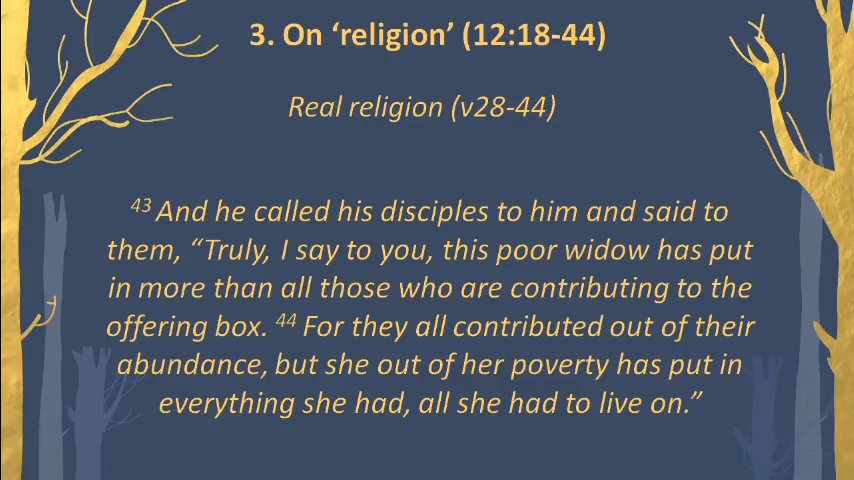 3. On ‘religion’ (12:18-44)
Real religion (v28-44)
43 And he called his disciples to him and said to
them, “Truly, I say to you, this poor widow has put
in more than all those who are contributing to the
offering box. 44 For they all contributed out of their
abundance, but she out of her poverty has put in
everything she had, all she had to live on.”